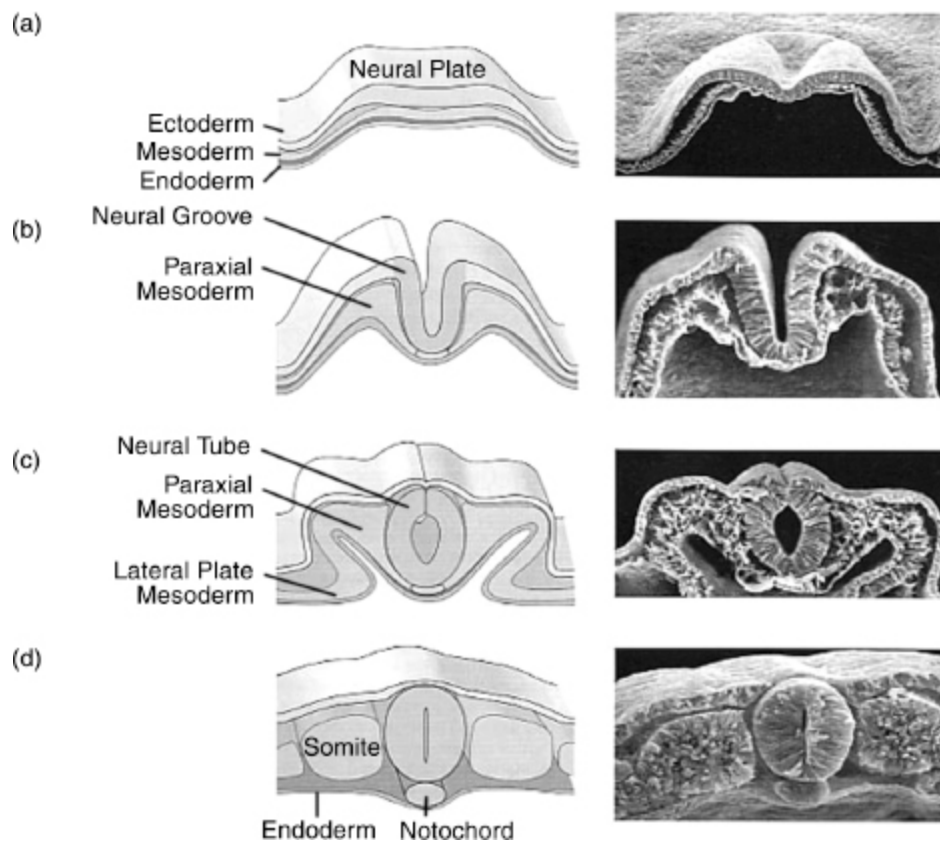 (a)
Neural Plate
Ectoderm
Mesoderm
Endoderm
(b)
Neural Groove
Paraxial
Mesoderm
(c)
Neural Tube
Paraxial
Mesoderm
Lateral Plate
Mesoderm
(d)
Somite
Endoderm
Notochord